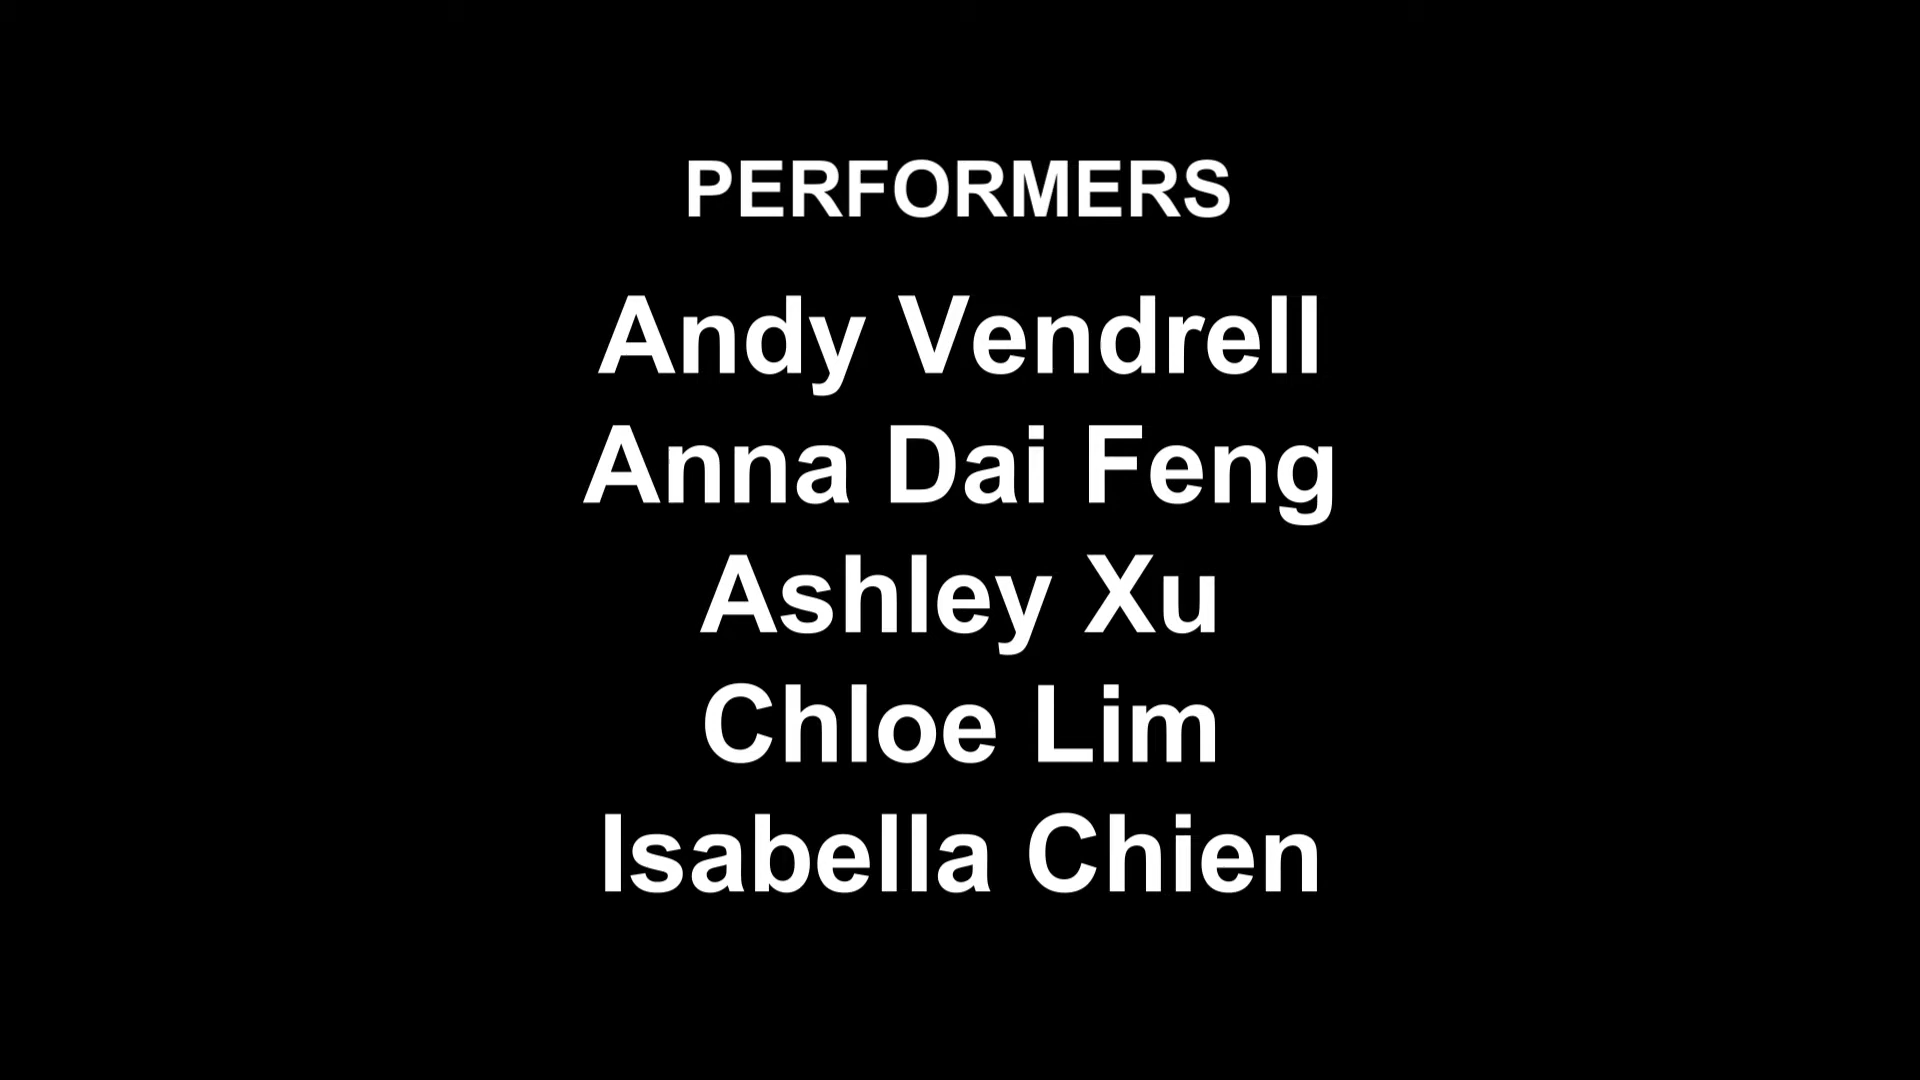 PERFORMERS
Andy Vendrell
Anna Dai Feng
Ashley Xu
Chloe Lim
Isabella Chien